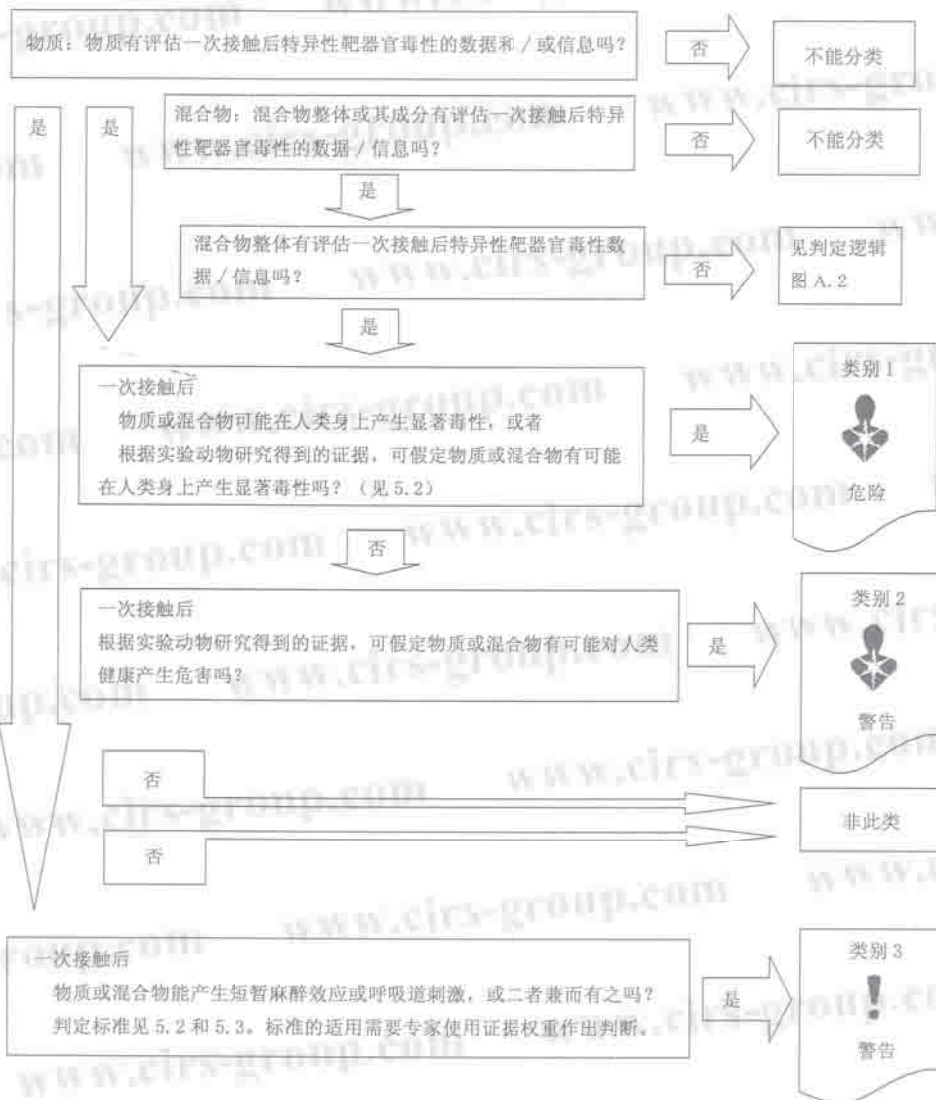 物质：物质有评估一次接触后特异性靶器官毒性的数据和／或信息吗？
否
不能分类
是
是
混合物：混合物整体或其成分有评估一次接触后特异
性靶器官毒性的数据／信息吗？
否
不能分类
是
混合物整体有评估一次接触后特异性靶器官毒性数
据／信息吗？
否
见判定逻辑
图 A.2
是
一次接触后
物质或混合物可能在人类身上产生显著毒性，或者
根据实验动物研究得到的证据，可假定物质或混合物有可能
在人类身上产生显著毒性吗？（见 5.2）
是
类别 1
危险
否
一次接触后
根据实验动物研究得到的证据，可假定物质或混合物有可能对人类
健康产生危害吗？
是
类别 2
警告
否
非此类
否
一次接触后
物质或混合物能产生短暂麻醉效应或呼吸道刺激，或二者兼而有之吗？
判定标准见 5.2 和 5.3。标准的适用需要专家使用证据权重作出判断。
是
类别 3
警告
www.cirs-group.com